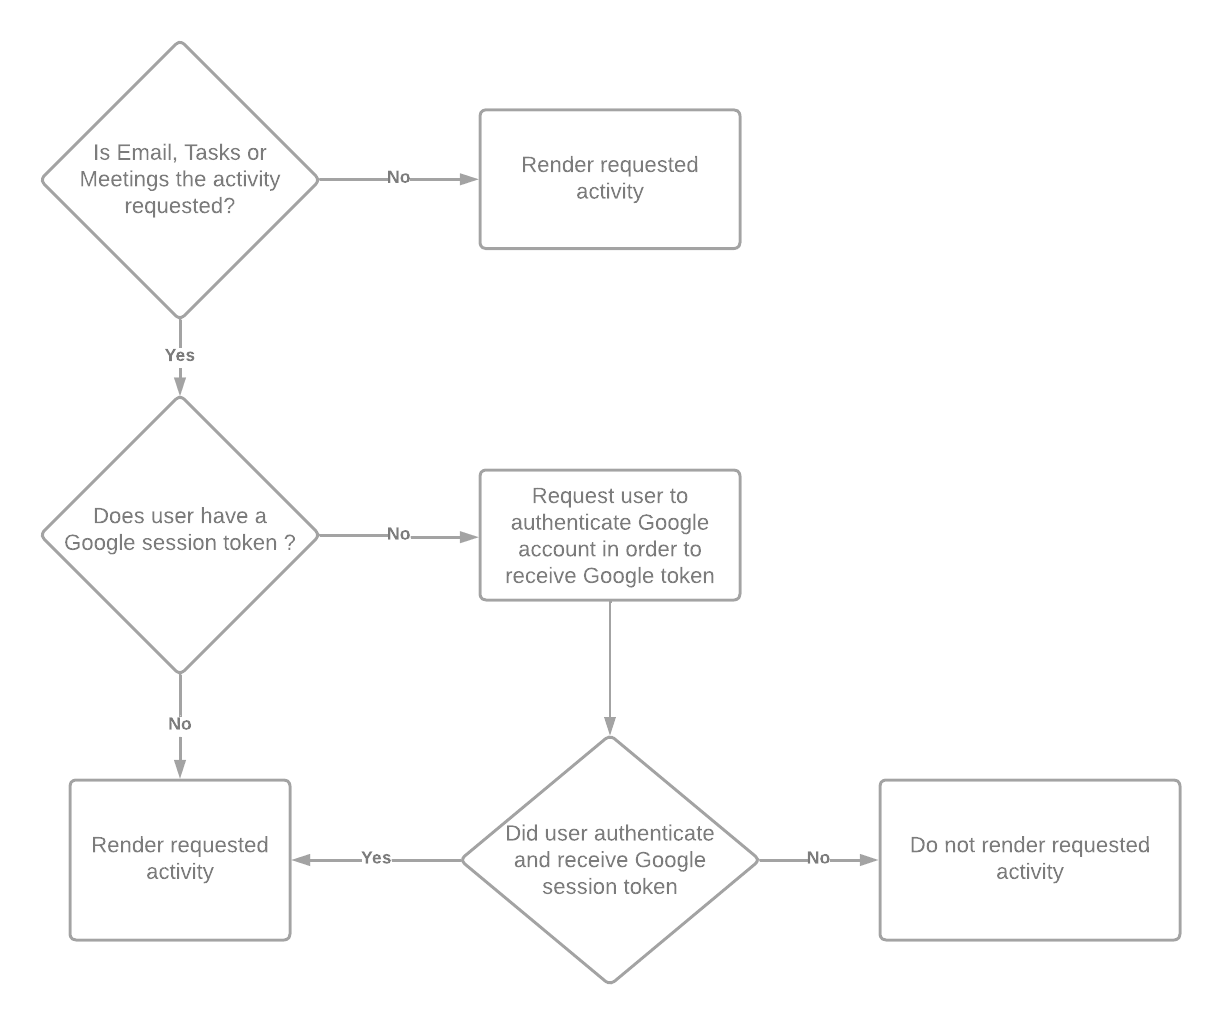 Is Email, Tasks or
Meetings the activity
requested?
No
Render requested
activity
Yes
Does user have a
Google session token ?
No
Request user to
authenticate Google
account in order to
receive Google token
No
Render requested
activity
Yes
Did user authenticate
and receive Google
session token
No
Do not render requested
activity